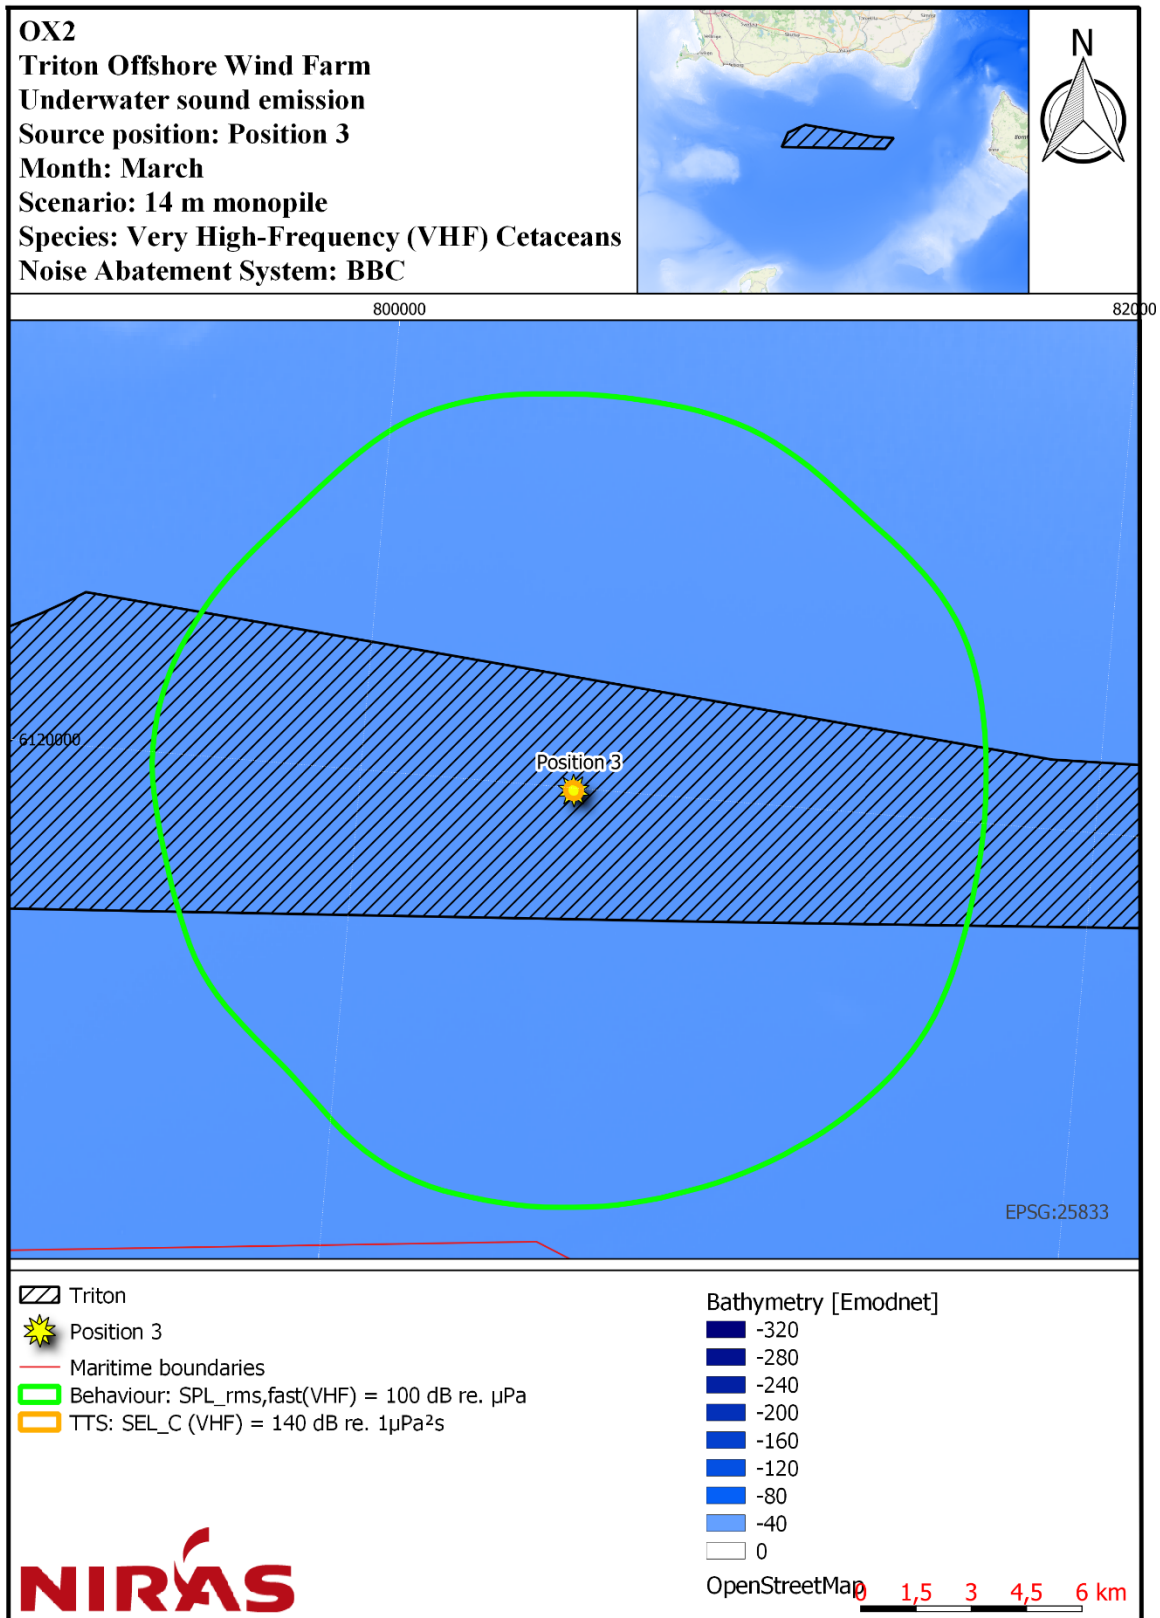 OX2
Triton Offshore Wind Farm
Underwater sound emission
Source position: Position 3
Month: March
Scenario: 14 m monopile
Species: Very High-Frequency (VHF) Cetaceans
Noise Abatement System: BBC
N
800000
82000
6120000
Position 3
EPSG:25833
Triton
Position 3
Maritime boundaries
Behaviour: SPL_rms,fast(VHF) = 100 dB re. µPa
TTS: SEL_C (VHF) = 140 dB re. 1µPa²s
Bathymetry [Emodnet]
-320
-280
-240
-200
-160
-120
-80
-40
0
OpenStreetMap
0 1,5 3 4,5 6 km
NIRAS